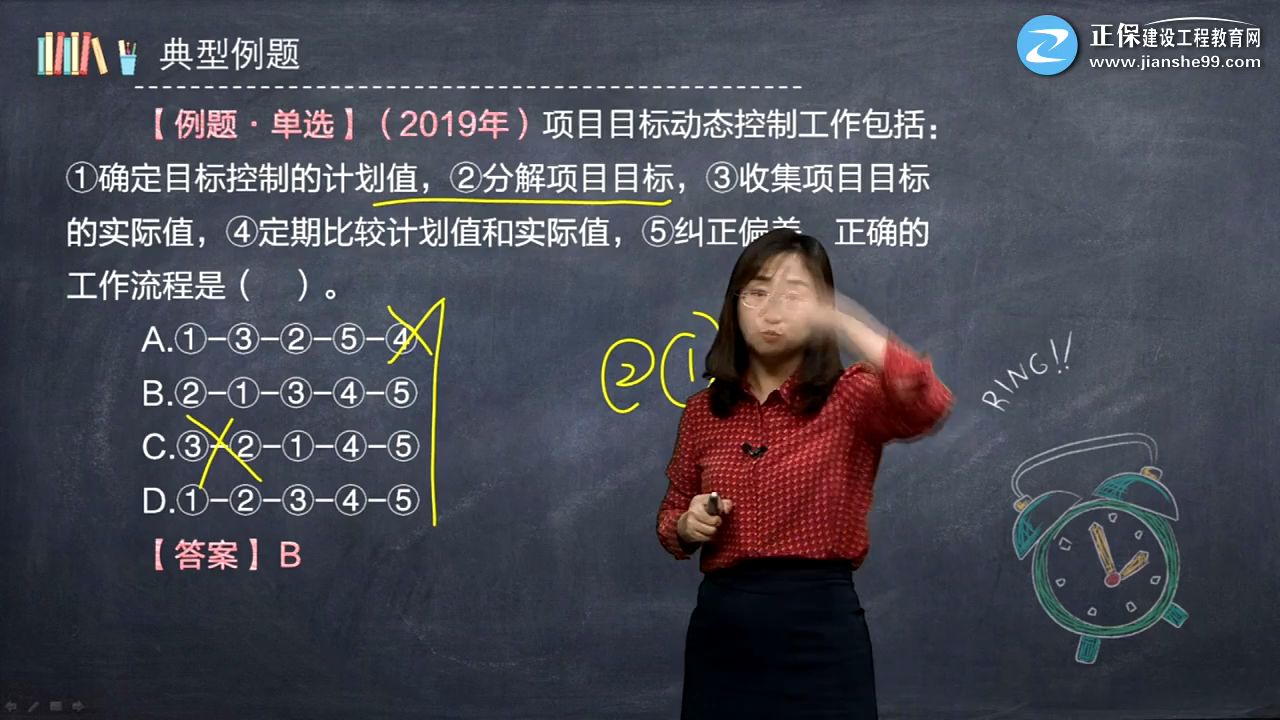 正保建设工程教育网
www.jianshe99.com
典型例题
【例题·单选】（2019年）项目目标动态控制工作包括：
①确定目标控制的计划值，②分解项目目标，③收集项目目标
的实际值，④定期比较计划值和实际值，⑤纠正偏差 正确的
工作流程是（ ）。
A.①-③-②-⑤-④
B.②-①-③-④-⑤
C.③-②-①-④-⑤
D.①-②-③-④-⑤
【答案】B
②①
RING!!